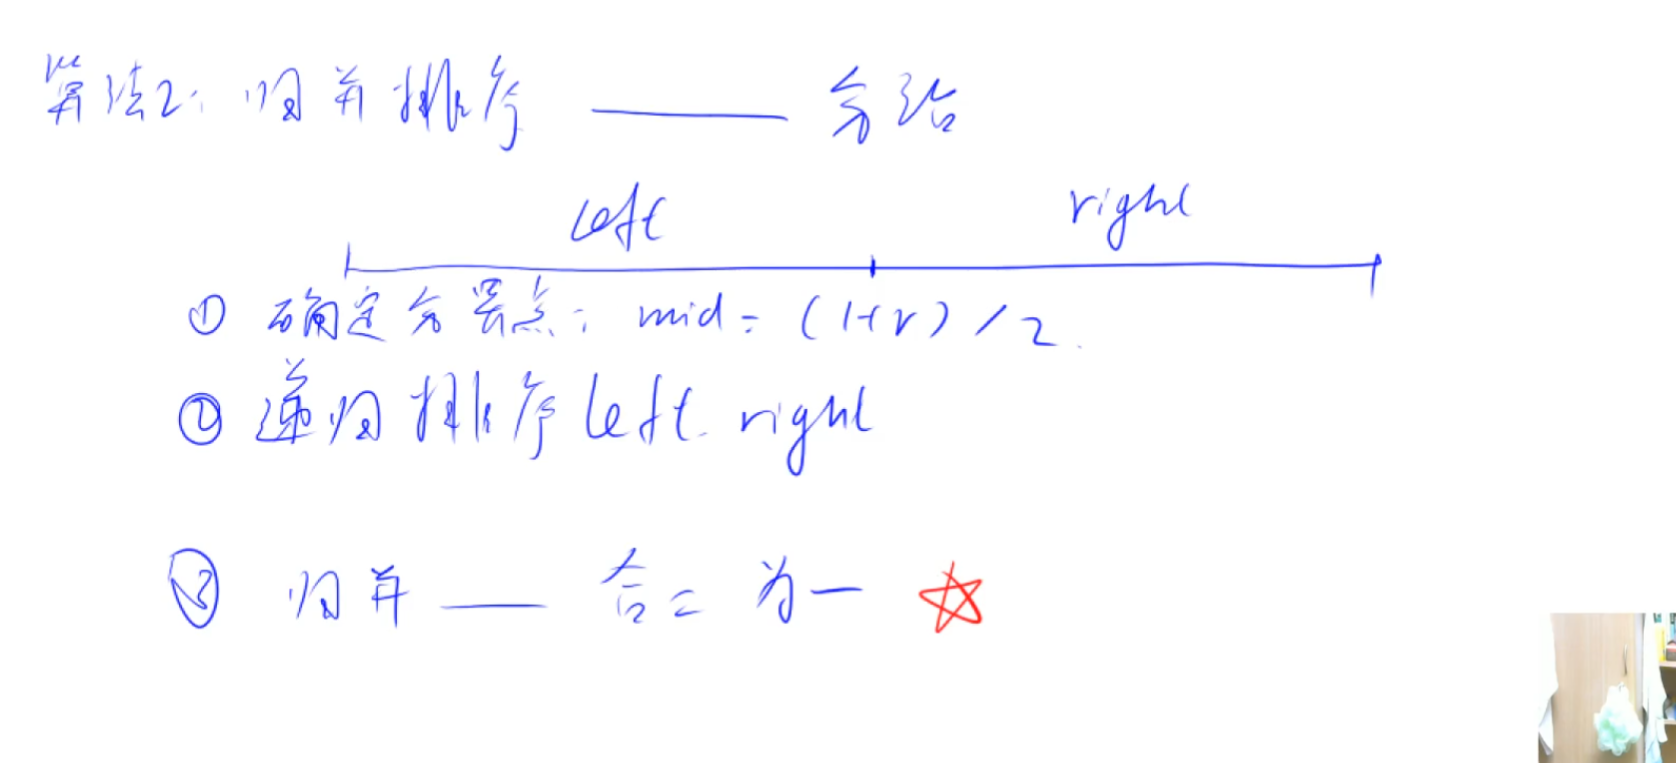 算法2: 归并排序 —— 分治
left right
① 确定分界点: mid = (l+r) / 2
② 递归排序 left. right
③ 归并 —— 合二为一 ☆